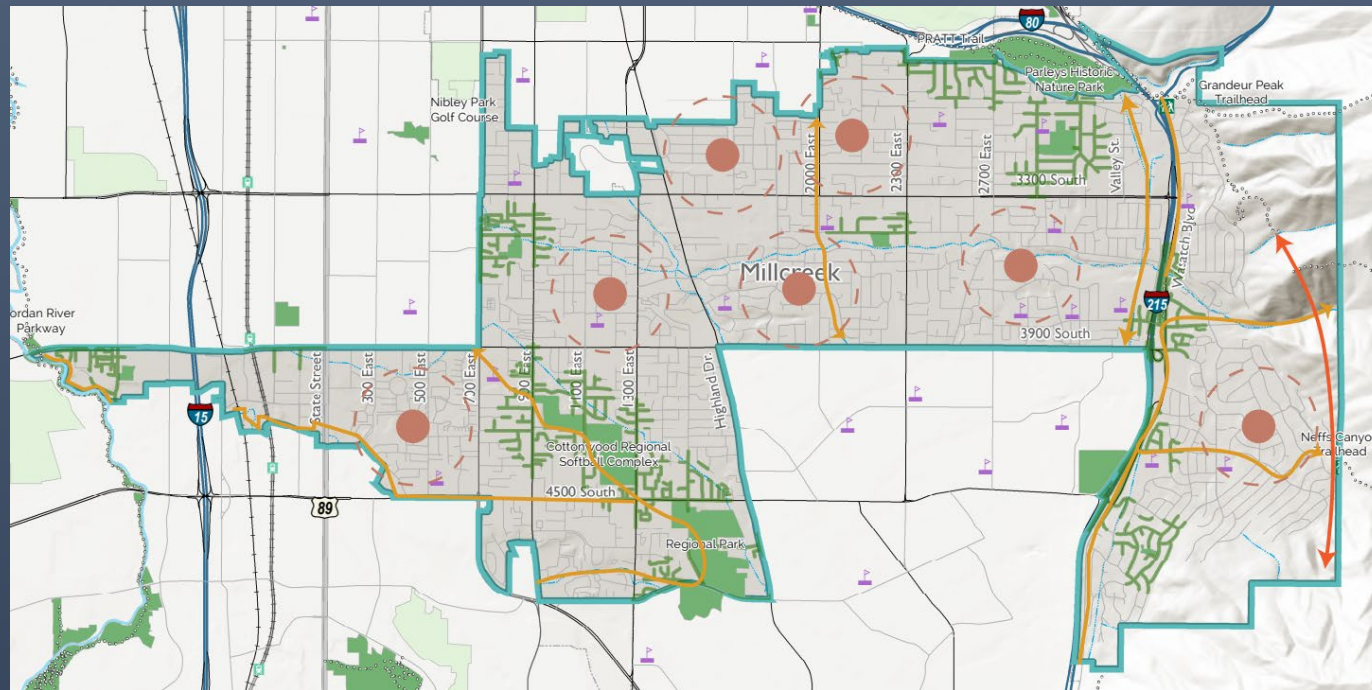 80
PRATT Trail
Parleys Historic
Nature Park
Grandeur Peak
Trailhead
Nibley Park
Golf Course
2000 East
2300 East
2700 East
3300 South
Valley St.
Wasatch Blvd
Millcreek
215
3900 South
Jordan River
Parkway
State Street
300 East
500 East
700 East
900 East
1100 East
1300 East
Highland Dr.
15
Cottonwood Regional
Softball Complex
Neffs Canyo
Trailhead
4500 South
89
Regional Park